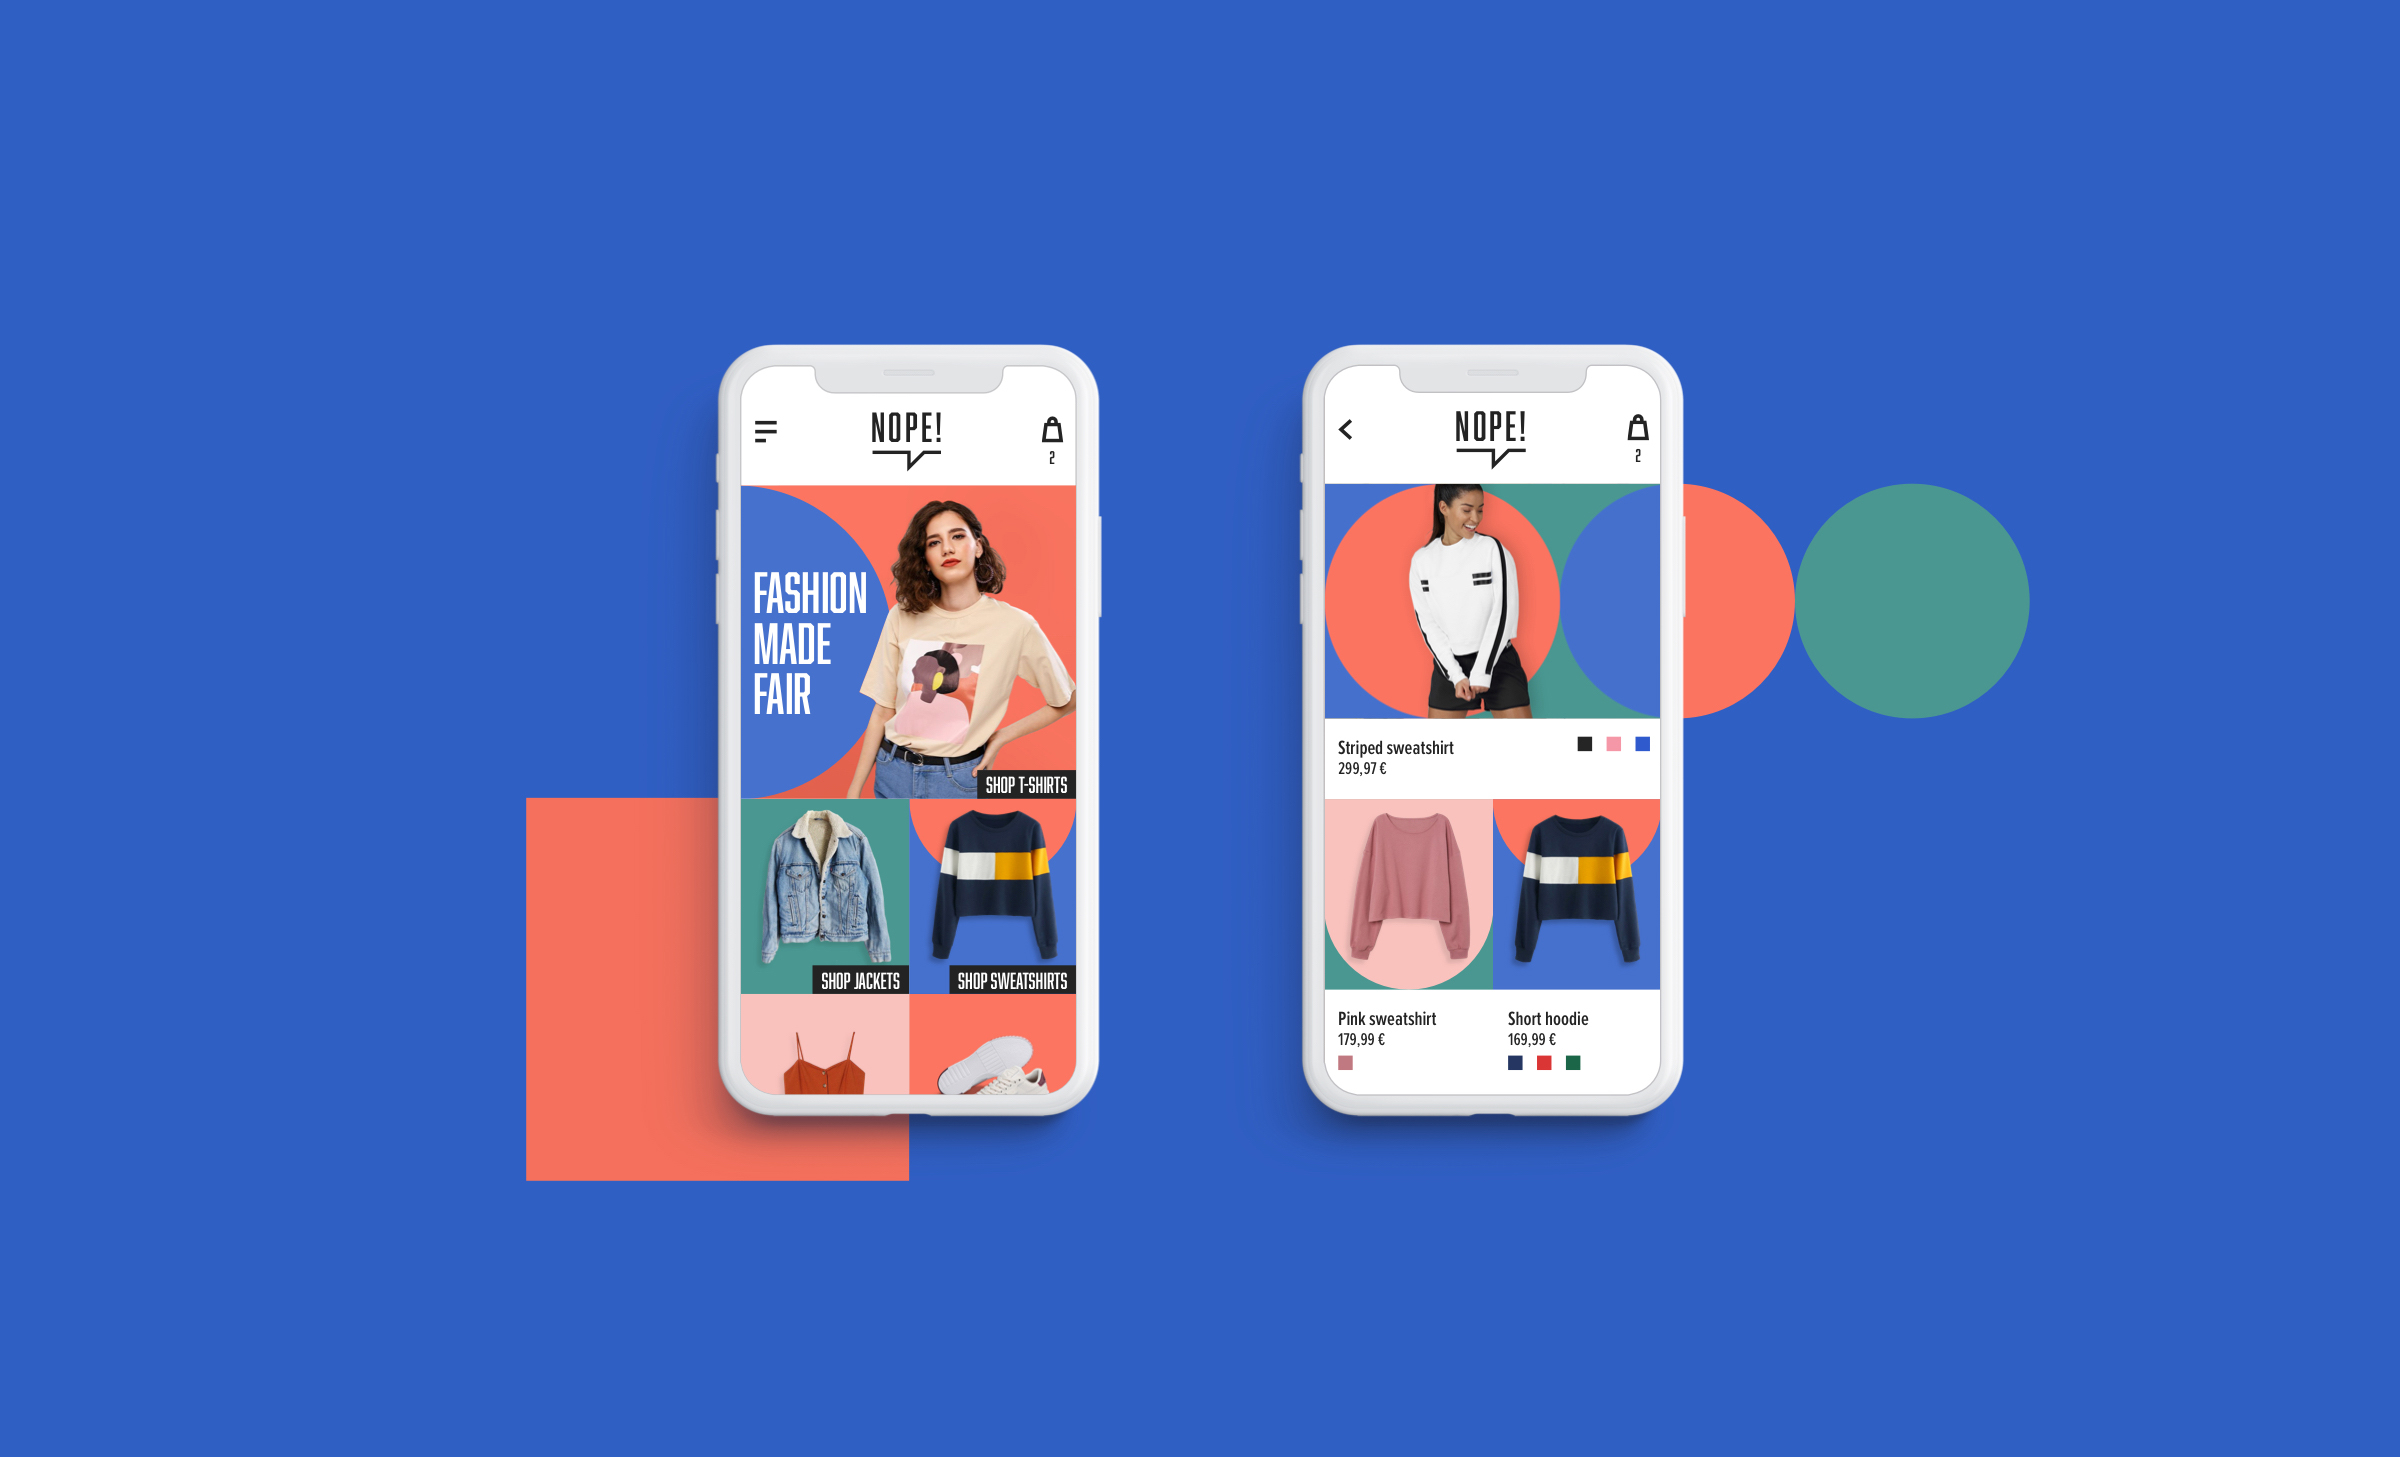 NOPE!
2
FASHION
MADE
FAIR
SHOP T-SHIRTS
SHOP JACKETS
SHOP SWEATSHIRTS
NOPE!
2
Striped sweatshirt
299,97 €
Pink sweatshirt
179,99 €
Short hoodie
169,99 €